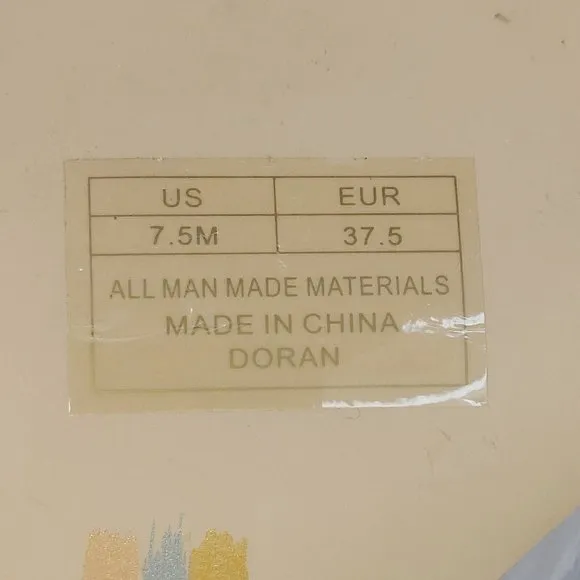 US EUR
7.5M 37.5
ALL MAN MADE MATERIALS
MADE IN CHINA
DORAN